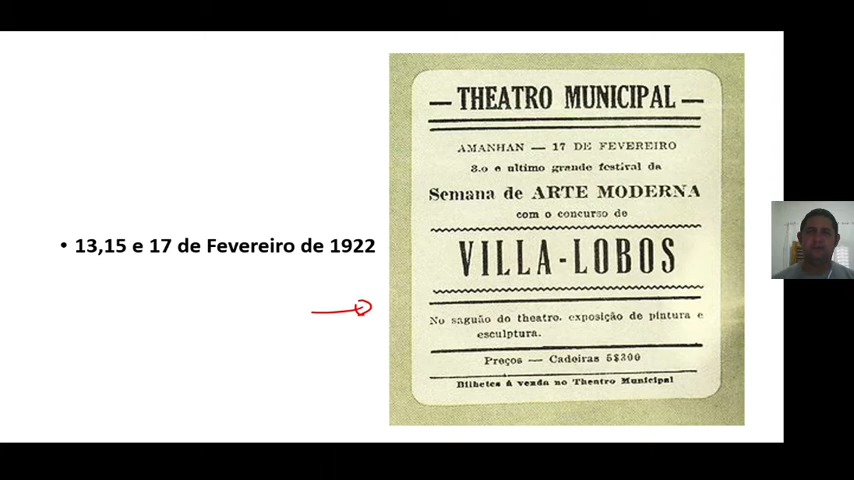 • 13,15 e 17 de Fevereiro de 1922
— THEATRO MUNICIPAL —
AMANHAN — 17 DE FEVEREIRO
3.o e ultimo grande festival da
Semana de ARTE MODERNA
com o concurso de
VILLA-LOBOS
No saguão do theatro, exposição de pintura e
esculptura.
Preços — Cadeiras 5$200
Bilhetes á venda no Theatro Municipal